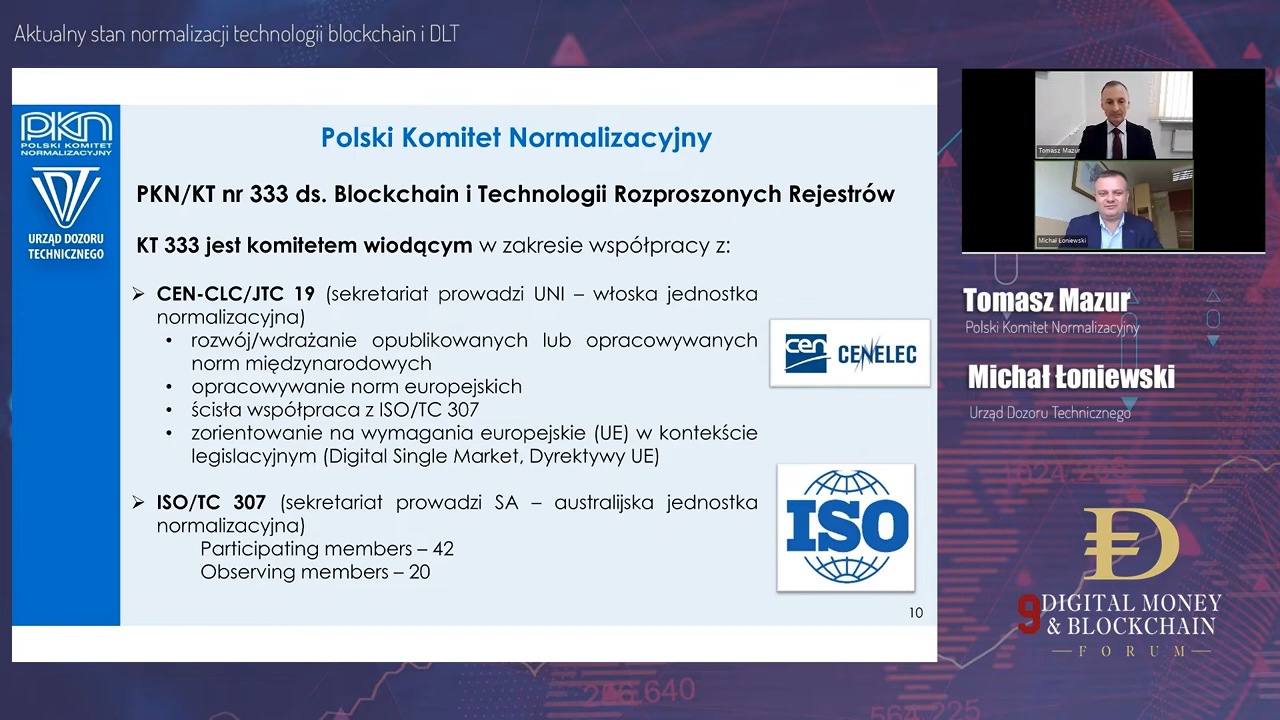 Aktualny stan normalizacji technologii blockchain i DLT
PKN
POLSKI KOMITET
NORMALIZACYJNY
URZĄD DOZORU
TECHNICZNEGO
Polski Komitet Normalizacyjny
PKN/KT nr 333 ds. Blockchain i Technologii Rozproszonych Rejestrów
KT 333 jest komitetem wiodącym w zakresie współpracy z:
➢ CEN-CLC/JTC 19 (sekretariat prowadzi UNI – włoska jednostka
normalizacyjna)
• rozwój/wdrażanie opublikowanych lub opracowywanych
norm międzynarodowych
• opracowywanie norm europejskich
• ścisła współpraca z ISO/TC 307
• zorientowanie na wymagania europejskie (UE) w kontekście
legislacyjnym (Digital Single Market, Dyrektywy UE)
➢ ISO/TC 307 (sekretariat prowadzi SA – australijska jednostka
normalizacyjna)
Participating members – 42
Observing members – 20
cen
CENELEC
ISO
10
Tomasz Mazur
Michał Łoniewski
Tomasz Mazur
Polski Komitet Normalizacyjny
Michał Łoniewski
Urząd Dozoru Technicznego
9 DIGITAL MONEY
& BLOCKCHAIN
FORUM